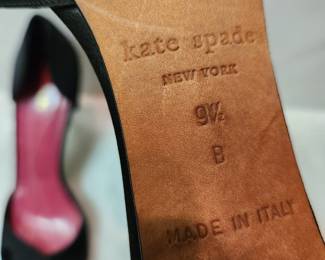 kate spade
NEW YORK
9½
B
MADE IN ITALY